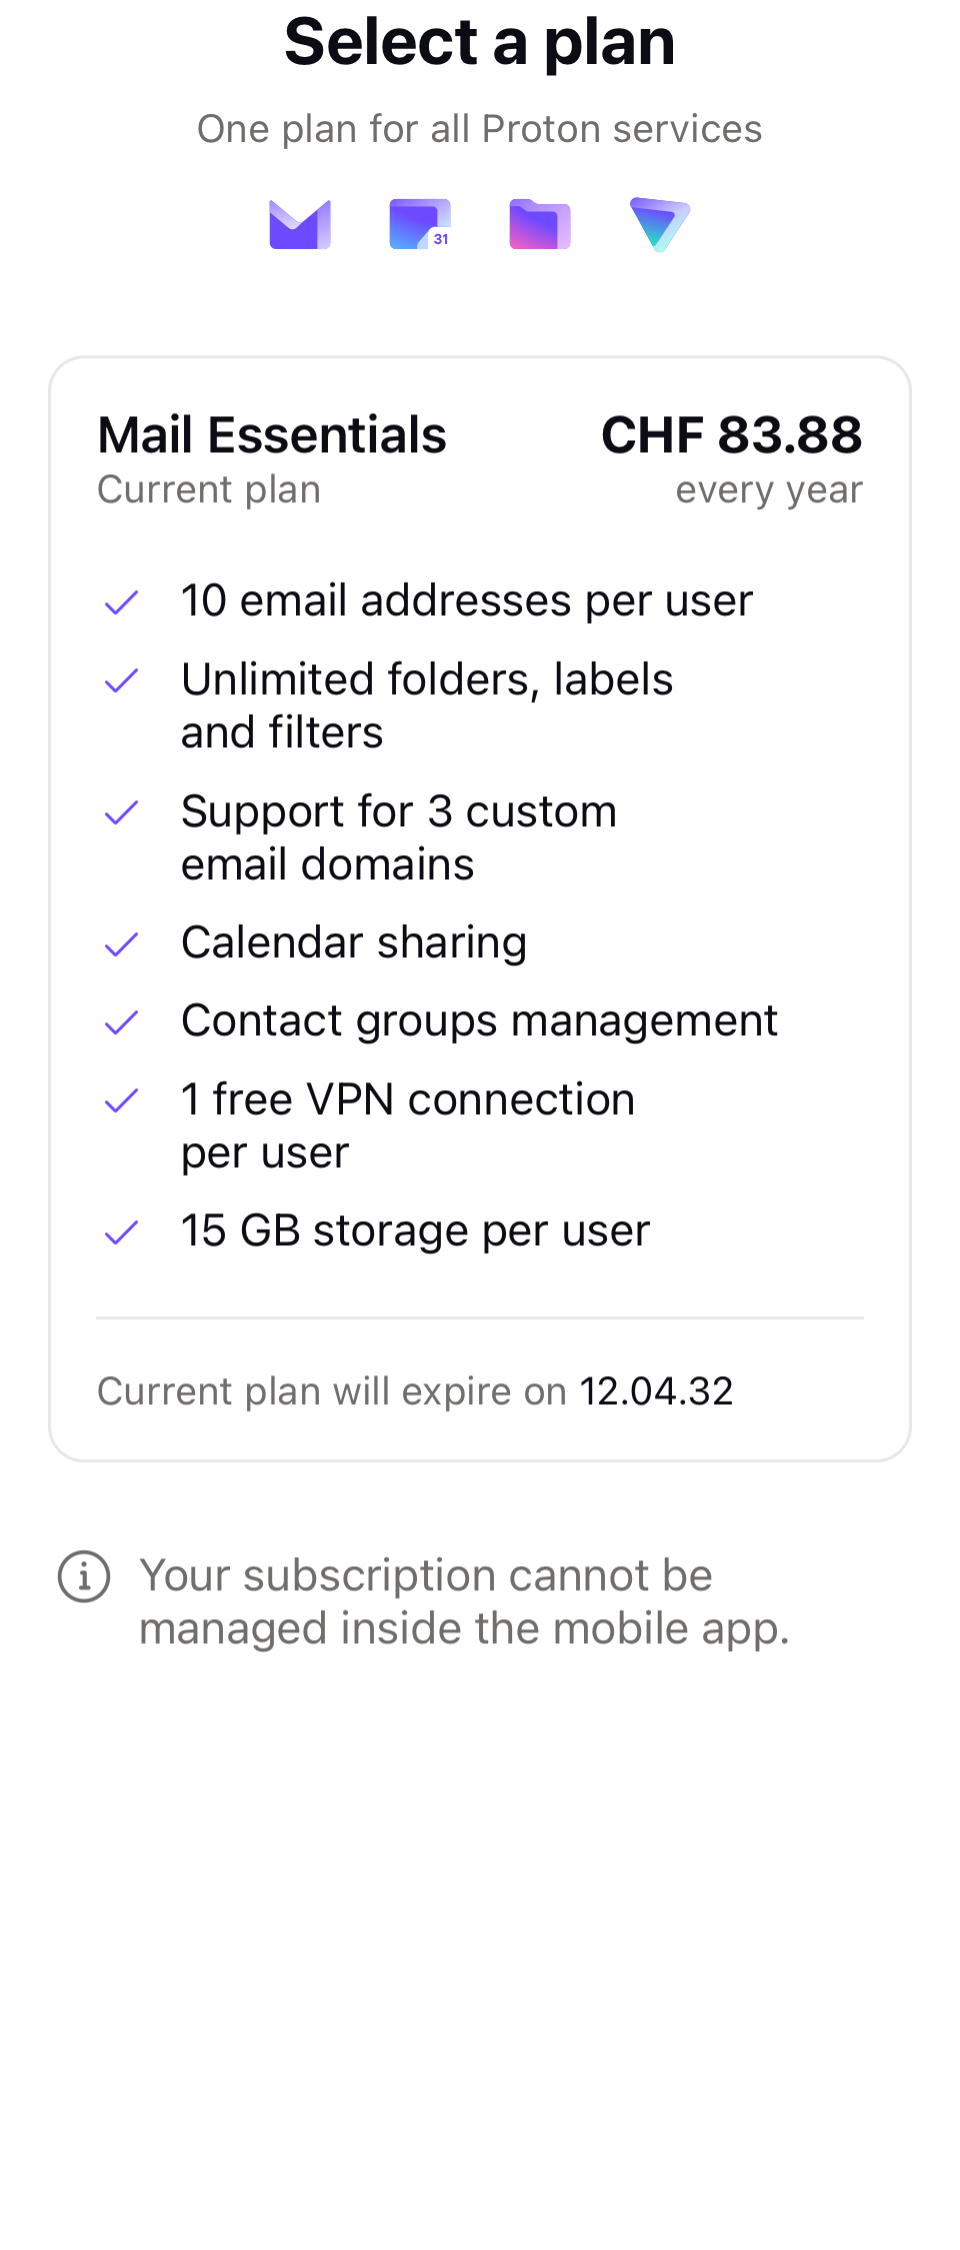 Select a plan
One plan for all Proton services
31
Mail Essentials CHF 83.88
Current plan every year
10 email addresses per user
Unlimited folders, labels
and filters
Support for 3 custom
email domains
Calendar sharing
Contact groups management
1 free VPN connection
per user
15 GB storage per user
Current plan will expire on 12.04.32
Your subscription cannot be
managed inside the mobile app.